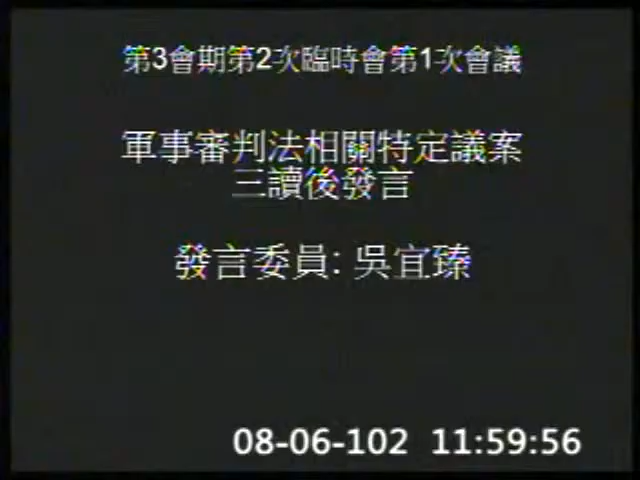 第3會期第2次臨時會第1次會議
軍事審判法相關特定議案
三讀後發言
發言委員: 吳宜臻
08-06-102 11:59:56